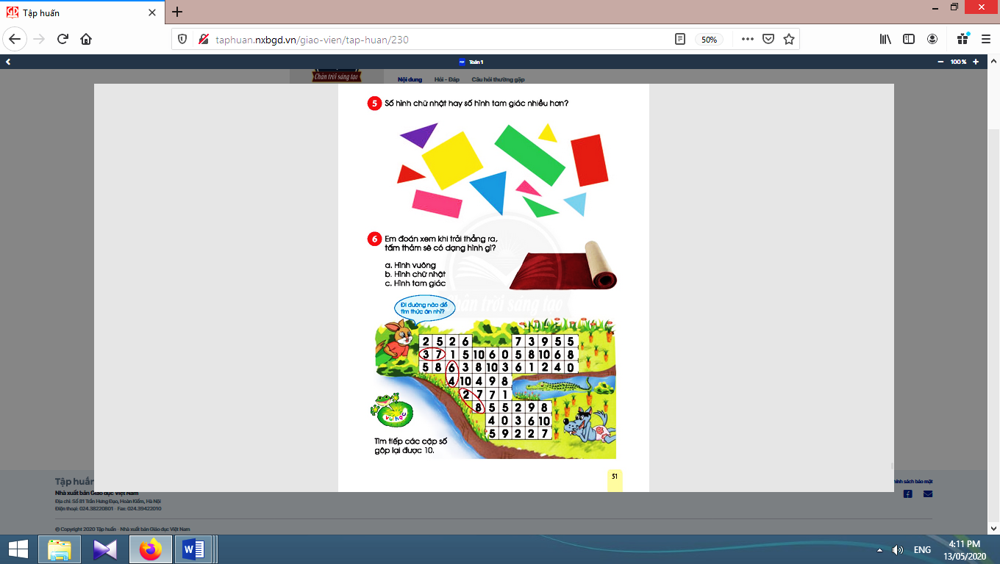 Tập huấn
taphuan.nxbgd.vn/giao-vien/tap-huan/230
50%
Toán 1
100 %
Chân trời sáng tạo
Nội dung Hỏi - Đáp Câu hỏi thường gặp
5 Số hình chữ nhật hay số hình tam giác nhiều hơn?
6 Em đoán xem khi trải thẳng ra,
tấm thảm sẽ có dạng hình gì?
a. Hình vuông
b. Hình chữ nhật
c. Hình tam giác
Chân trời sáng tạo
Đi đường nào để
tìm thức ăn nhỉ?
2 5 2 6 7 3 9 5 5
3 7 1 5 10 6 0 5 8 10 6 8
5 8 6 3 8 10 3 6 1 2 4 0
4 10 4 9 8
2 7 7 1
8 5 5 2 9 8
4 0 3 6 10
5 9 2 2 7
Vui học
Tìm tiếp các cặp số
gộp lại được 10.
51
Tập huấn
Nhà xuất bản Giáo dục Việt Nam
Địa chỉ: Số 81 Trần Hưng Đạo, Hoàn Kiếm, Hà Nội
Điện thoại: 024.38220801 Fax: 024.39422010
hính sách bảo mật
© Copyright 2020 Tập huấn - Nhà xuất bản Giáo dục Việt Nam
ENG
4:11 PM
13/05/2020